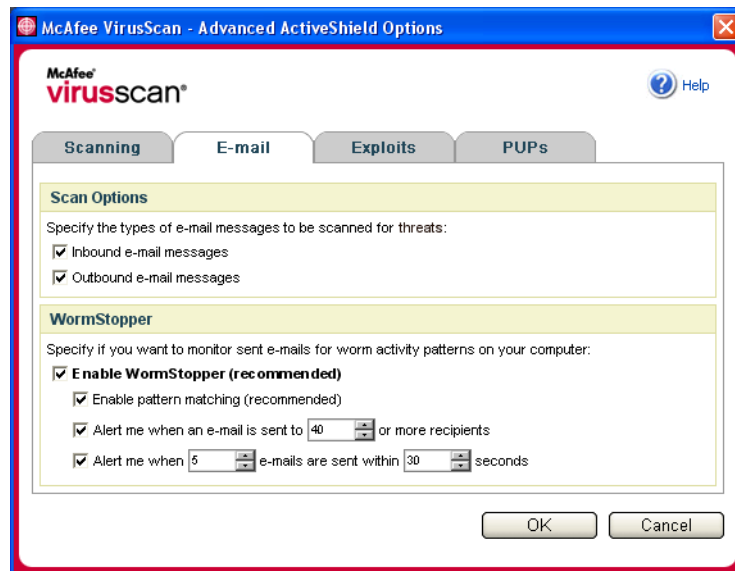 McAfee VirusScan - Advanced ActiveShield Options
McAfee®
virusscan®
Help
Scanning
E-mail
Exploits
PUPs
Scan Options
Specify the types of e-mail messages to be scanned for threats:
Inbound e-mail messages
Outbound e-mail messages
WormStopper
Specify if you want to monitor sent e-mails for worm activity patterns on your computer:
Enable WormStopper (recommended)
Enable pattern matching (recommended)
Alert me when an e-mail is sent to 40 or more recipients
Alert me when 5 e-mails are sent within 30 seconds
OK
Cancel